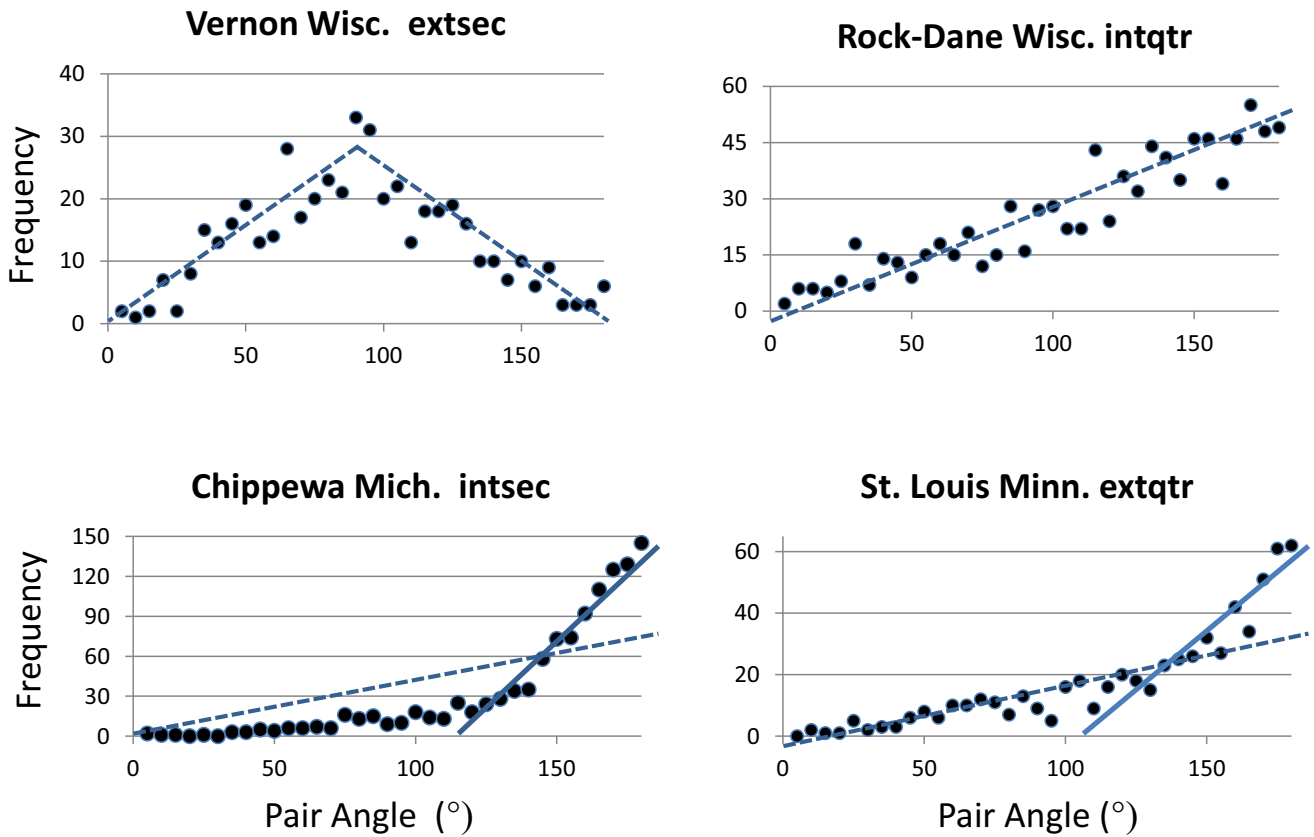 Vernon Wisc. extsec
Frequency
40
30
20
10
0
0 50 100 150
Rock-Dane Wisc. intqtr
60
45
30
15
0
0 50 100 150
Chippewa Mich. intsec
Frequency
150
120
90
60
30
0
0 50 100 150
Pair Angle (°)
St. Louis Minn. extqtr
60
40
20
0
0 50 100 150
Pair Angle (°)